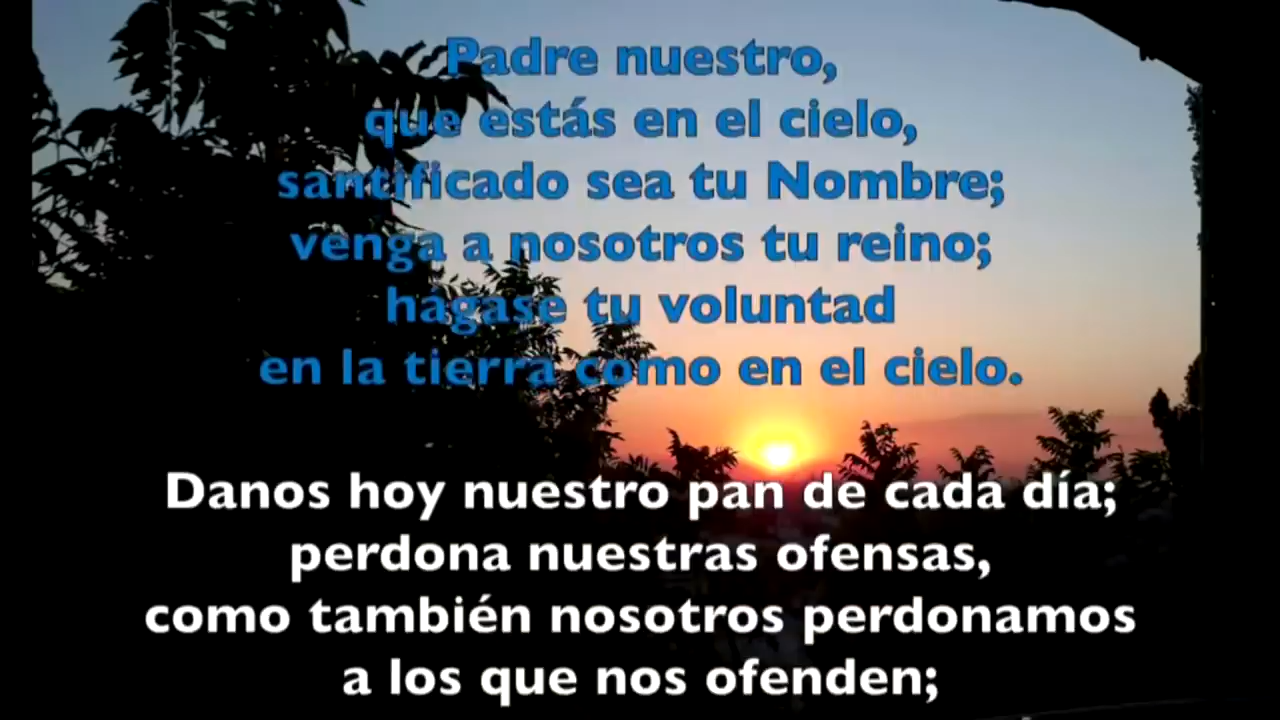 Padre nuestro,
que estás en el cielo,
santificado sea tu Nombre;
venga a nosotros tu reino;
hágase tu voluntad
en la tierra como en el cielo.
Danos hoy nuestro pan de cada día;
perdona nuestras ofensas,
como también nosotros perdonamos
a los que nos ofenden;